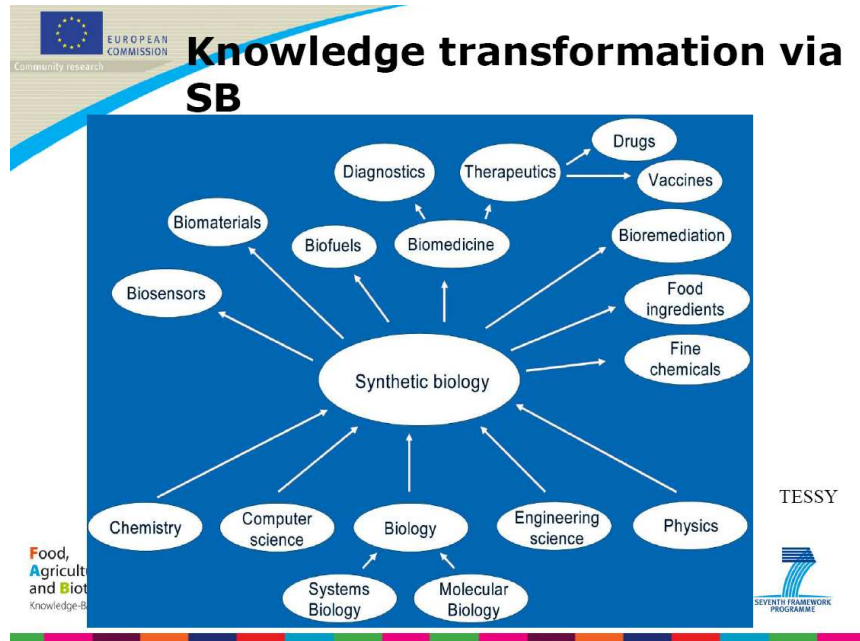 EUROPEAN
COMMISSION
Community research
Knowledge transformation via
SB
Drugs
Diagnostics
Therapeutics
Vaccines
Biomaterials
Biofuels
Biomedicine
Bioremediation
Biosensors
Food
ingredients
Fine
chemicals
Synthetic biology
TESSY
Chemistry
Computer
science
Biology
Engineering
science
Physics
Systems
Biology
Molecular
Biology
Food,
Agricult
and Biot
Knowledge-B
SEVENTH FRAMEWORK
PROGRAMME